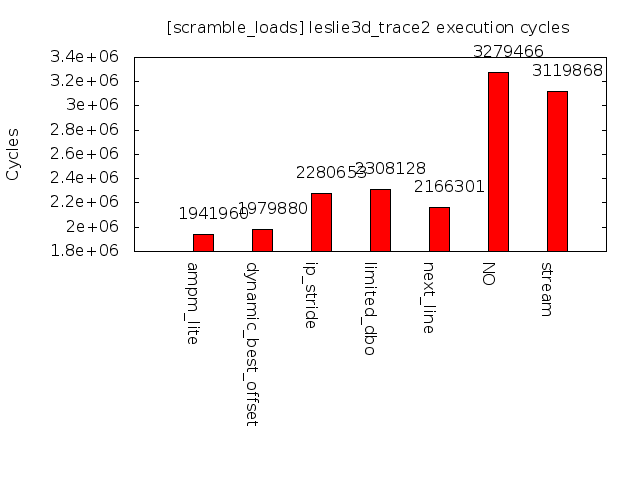 [scramble_loads] leslie3d_trace2 execution cycles
Cycles
3.4e+06
3.2e+06
3e+06
2.8e+06
2.6e+06
2.4e+06
2.2e+06
2e+06
1.8e+06
1941960
1979880
2280653
2308128
2166301
3279466
3119868
ampm_lite
dynamic_best_offset
ip_stride
limited_dbo
next_line
NO
stream